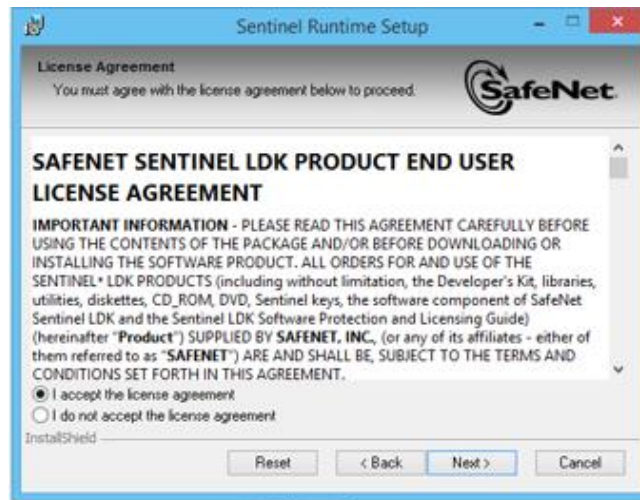 Sentinel Runtime Setup
License Agreement
You must agree with the license agreement below to proceed.
SafeNet.
SAFENET SENTINEL LDK PRODUCT END USER
LICENSE AGREEMENT
IMPORTANT INFORMATION - PLEASE READ THIS AGREEMENT CAREFULLY BEFORE
USING THE CONTENTS OF THE PACKAGE AND/OR BEFORE DOWNLOADING OR
INSTALLING THE SOFTWARE PRODUCT. ALL ORDERS FOR AND USE OF THE
SENTINEL® LDK PRODUCTS (including without limitation, the Developer's Kit, libraries,
utilities, diskettes, CD_ROM, DVD, Sentinel keys, the software component of SafeNet
Sentinel LDK and the Sentinel LDK Software Protection and Licensing Guide)
(hereinafter "Product") SUPPLIED BY SAFENET, INC., (or any of its affiliates - either of
them referred to as "SAFENET") ARE AND SHALL BE, SUBJECT TO THE TERMS AND
CONDITIONS SET FORTH IN THIS AGREEMENT.
I accept the license agreement
I do not accept the license agreement
InstallShield
Reset
< Back
Next >
Cancel